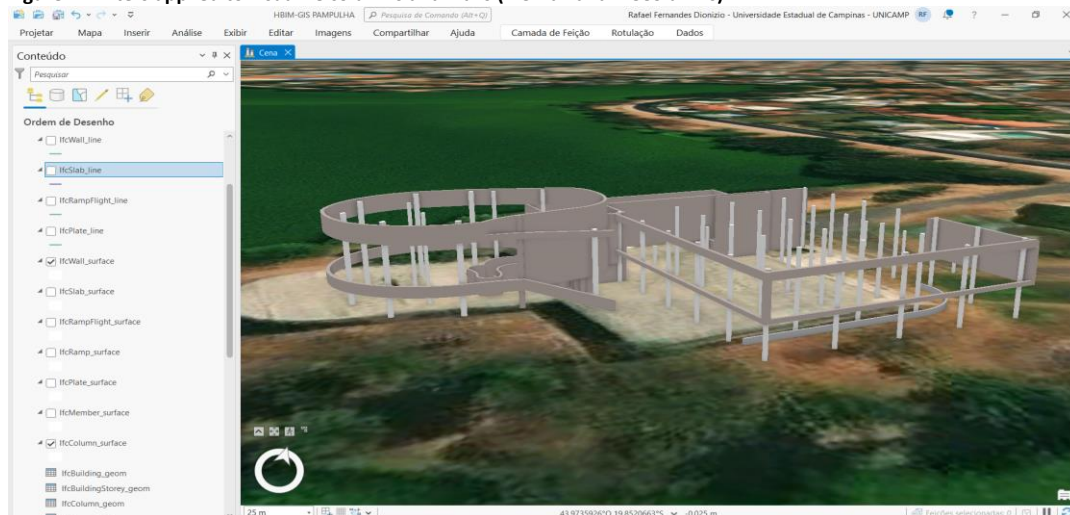 HBIM-GIS PAMPULHA
Pesquisa de Comando (Alt+Q)
Rafael Fernandes Dionizio - Universidade Estadual de Campinas - UNICAMP
RF
?
Projetar Mapa Inserir Análise Exibir Editar Imagens Compartilhar Ajuda Camada de Feição Rotulação Dados
Conteúdo
Cena
Pesquisar
Ordem de Desenho
IfcWall_line
IfcSlab_line
IfcRampFlight_line
IfcPlate_line
IfcWall_surface
IfcSlab_surface
IfcRampFlight_surface
IfcRamp_surface
IfcPlate_surface
IfcMember_surface
IfcColumn_surface
IfcBuilding_geom
IfcBuildingStorey_geom
IfcColumn_geom
25 m
43,9735926°O 19,8520663°S
-0,025 m
Feições selecionadas: 0